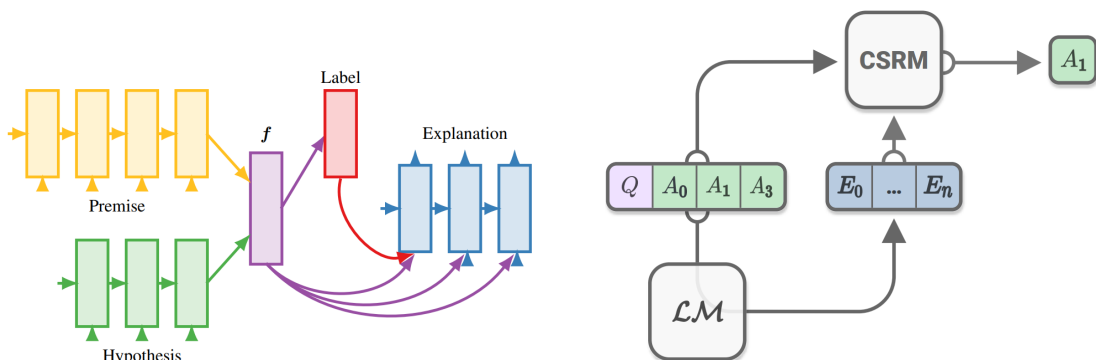 Label
f
Explanation
Premise
Hypothesis
CSRM
A₁
Q A₀ A₁ A₃
E₀ ... Eₙ
ℒℳ